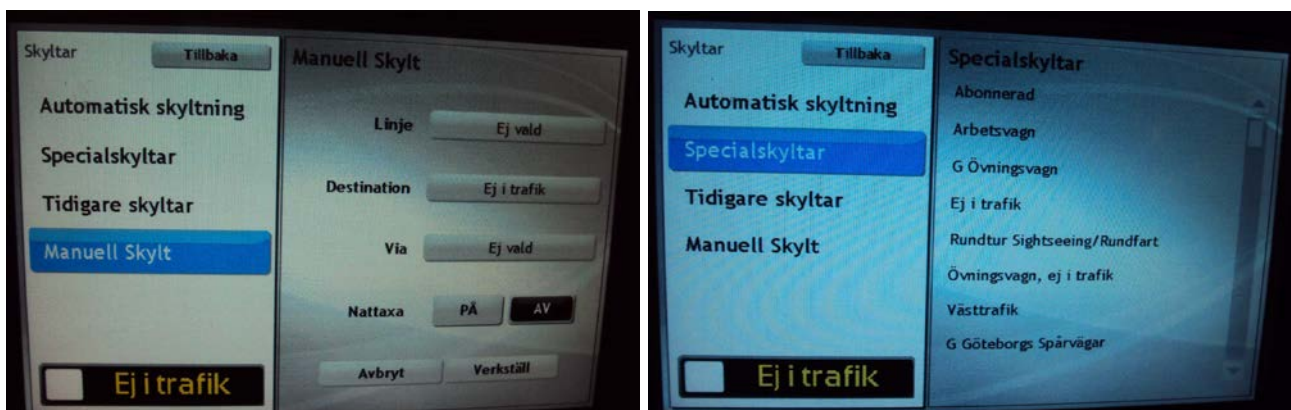 Skyltar
Tillbaka
Automatisk skyltning
Specialskyltar
Tidigare skyltar
Manuell Skylt
Ej i trafik
Manuell Skylt
Linje Ej vald
Destination Ej i trafik
Via Ej vald
Nattaxa PÅ AV
Avbryt Verkställ
Skyltar
Tillbaka
Automatisk skyltning
Specialskyltar
Tidigare skyltar
Manuell Skylt
Ej i trafik
Specialskyltar
Abonnerad
Arbetsvagn
G Övningsvagn
Ej i trafik
Rundtur Sightseeing/Rundfart
Övningsvagn, ej i trafik
Västtrafik
G Göteborgs Spårvägar